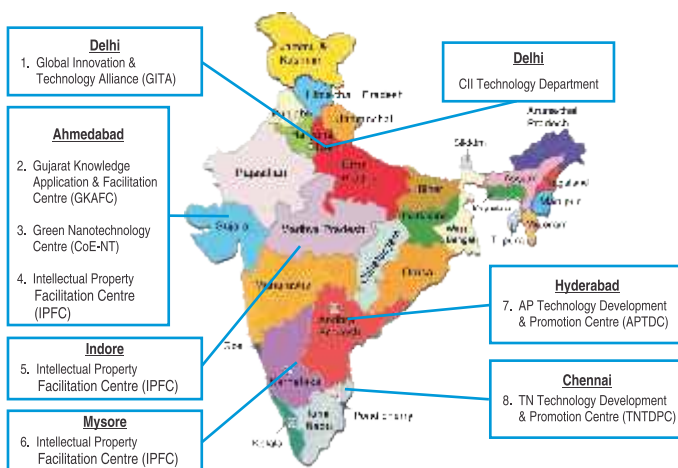 Delhi
1. Global Innovation &
Technology Alliance (GITA)
Delhi
CII Technology Department
Ahmedabad
2. Gujarat Knowledge
Application & Facilitation
Centre (GKAFC)
3. Green Nanotechnology
Centre (CoE-NT)
4. Intellectual Property
Facilitation Centre
(IPFC)
Indore
5. Intellectual Property
Facilitation Centre (IPFC)
Mysore
6. Intellectual Property
Facilitation Centre (IPFC)
Hyderabad
7. AP Technology Development
& Promotion Centre (APTDC)
Chennai
8. TN Technology Development
& Promotion Centre (TNTDPC)
Jammu &
Kashmir
Himachal Pradesh
Punjab
Uttaranchal
Haryana
Rajasthan
Uttar
Bihar
Sikkim
Arunachal
Pradesh
Assam
Nagaland
Manipur
Mizoram
Tripura
West
Bengal
Gujarat
Madhya Pradesh
Orissa
Maharashtra
Andhra
Pradesh
Goa
Karnataka
Tamil
Nadu
Pondicherry
Kerala